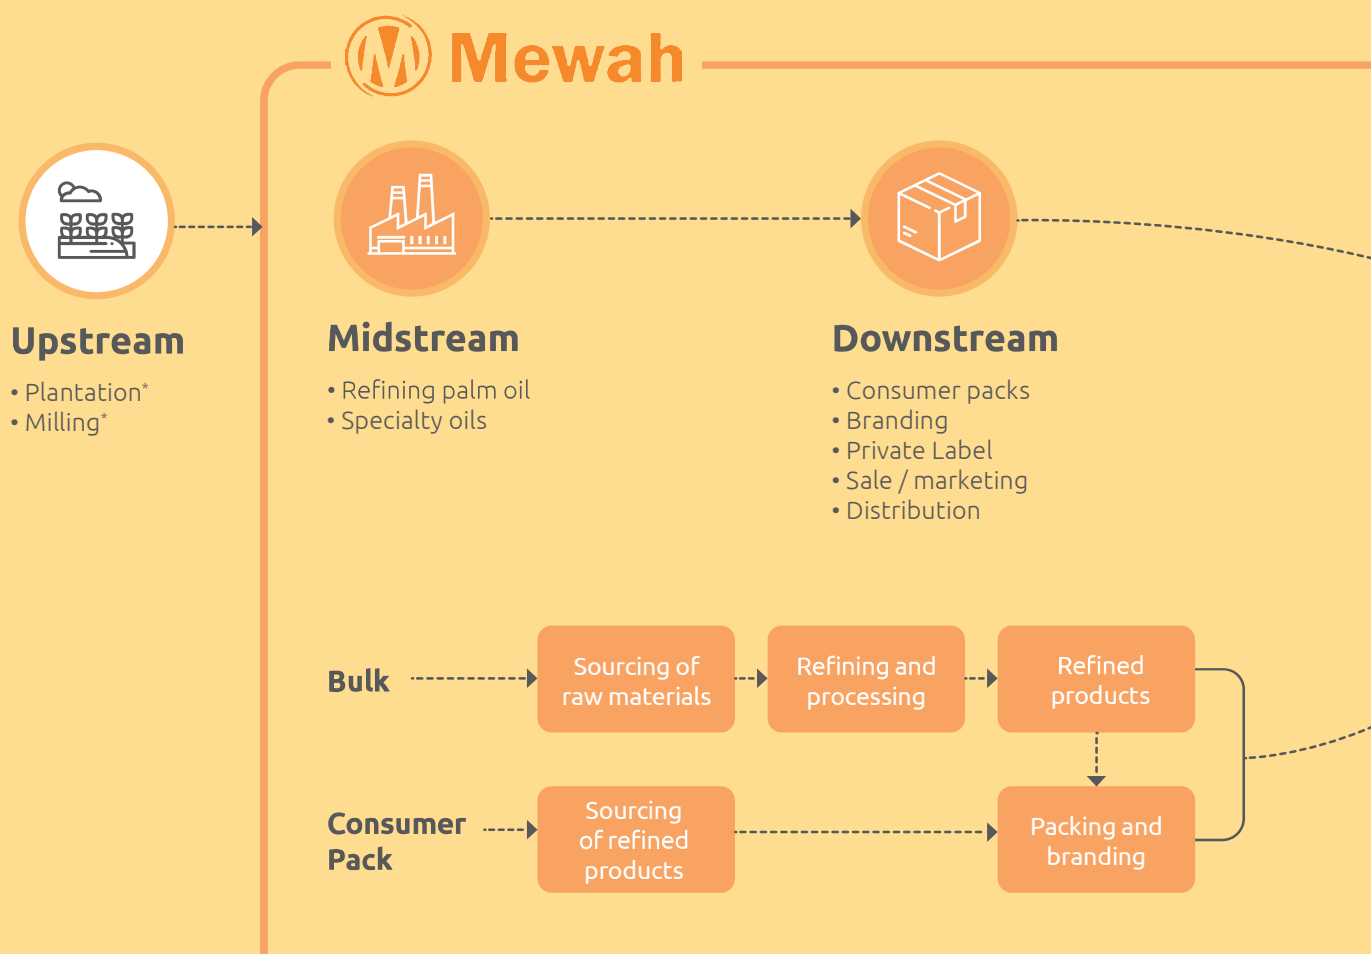 Mewah
Upstream
• Plantation*
• Milling*
Midstream
• Refining palm oil
• Specialty oils
Downstream
• Consumer packs
• Branding
• Private Label
• Sale / marketing
• Distribution
Bulk
Sourcing of
raw materials
Refining and
processing
Refined
products
Consumer
Pack
Sourcing
of refined
products
Packing and
branding